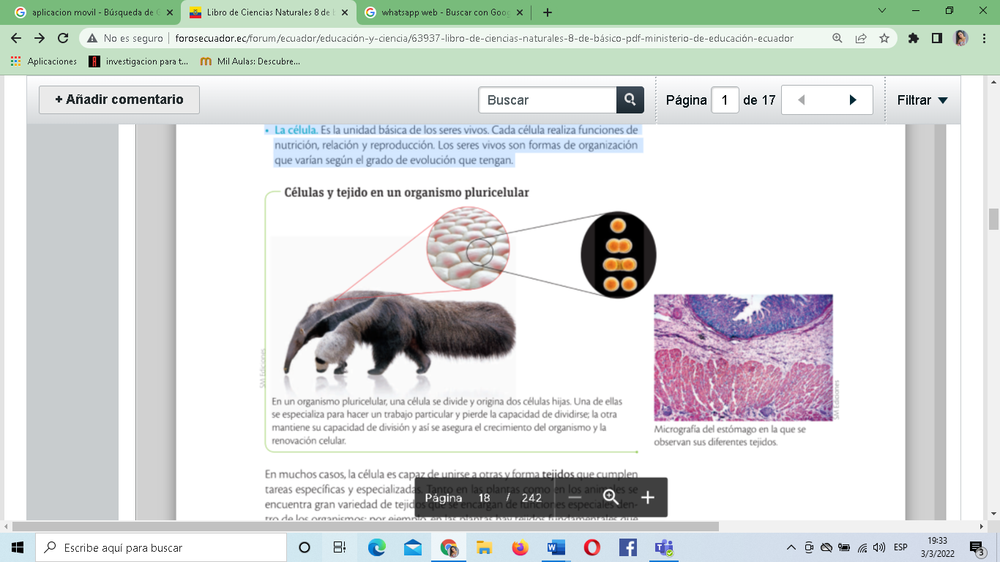 aplicacion movil - Búsqueda de G
Libro de Ciencias Naturales 8 de b
whatsapp web - Buscar con Goog
No es seguro
forosecuador.ec/forum/ecuador/educación-y-ciencia/63937-libro-de-ciencias-naturales-8-de-básico-pdf-ministerio-de-educación-ecuador
Aplicaciones
investigacion para t...
Mil Aulas: Descubre...
+ Añadir comentario
Buscar
Página 1 de 17
Filtrar
• La célula. Es la unidad básica de los seres vivos. Cada célula realiza funciones de
nutrición, relación y reproducción. Los seres vivos son formas de organización
que varían según el grado de evolución que tengan.
Células y tejido en un organismo pluricelular
SM Ediciones
En un organismo pluricelular, una célula se divide y origina dos células hijas. Una de ellas
se especializa para hacer un trabajo particular y pierde la capacidad de dividirse; la otra
mantiene su capacidad de división y así se asegura el crecimiento del organismo y la
renovación celular.
SM Ediciones
Micrografía del estómago en la que se
observan sus diferentes tejidos.
En muchos casos, la célula es capaz de unirse a otras y forma tejidos que cumplen
tareas específicas y especializadas. Tanto en las plantas como en los animales se
encuentra gran variedad de tejidos que se encargan de funciones especiales den-
tro de los organismos; por ejemplo, en las plantas hay tejidos fundamentales que
Página 18 / 242
Escribe aquí para buscar
ESP
19:33
3/3/2022
3